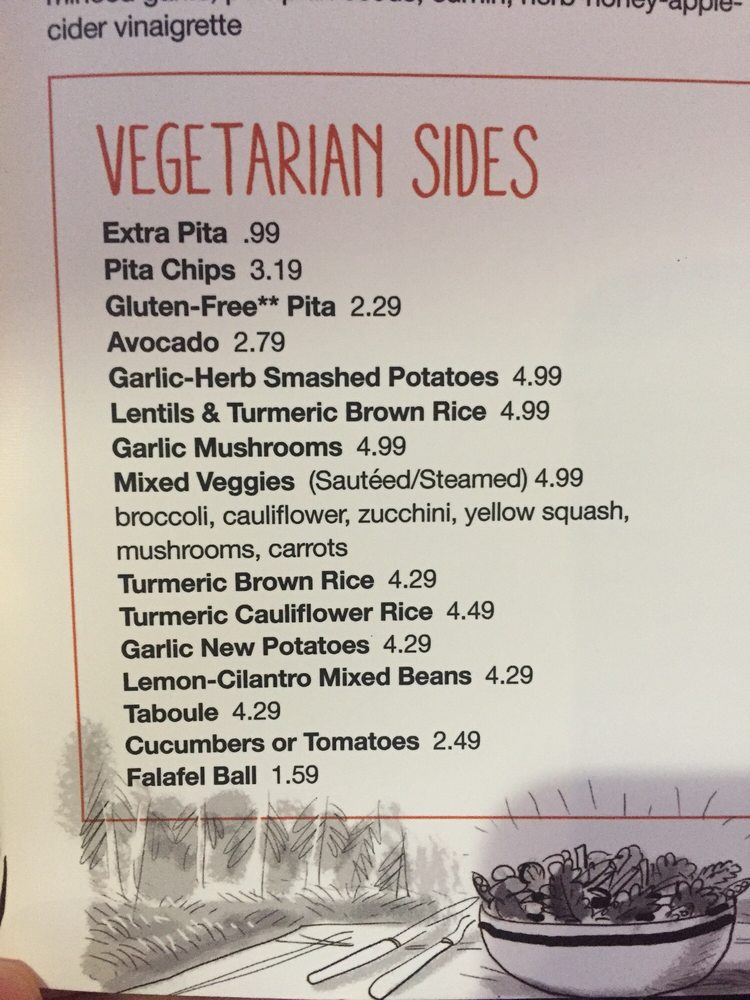 cider vinaigrette
VEGETARIAN SIDES
Extra Pita .99
Pita Chips 3.19
Gluten-Free** Pita 2.29
Avocado 2.79
Garlic-Herb Smashed Potatoes 4.99
Lentils & Turmeric Brown Rice 4.99
Garlic Mushrooms 4.99
Mixed Veggies (Sautéed/Steamed) 4.99
broccoli, cauliflower, zucchini, yellow squash,
mushrooms, carrots
Turmeric Brown Rice 4.29
Turmeric Cauliflower Rice 4.49
Garlic New Potatoes 4.29
Lemon-Cilantro Mixed Beans 4.29
Taboule 4.29
Cucumbers or Tomatoes 2.49
Falafel Ball 1.59